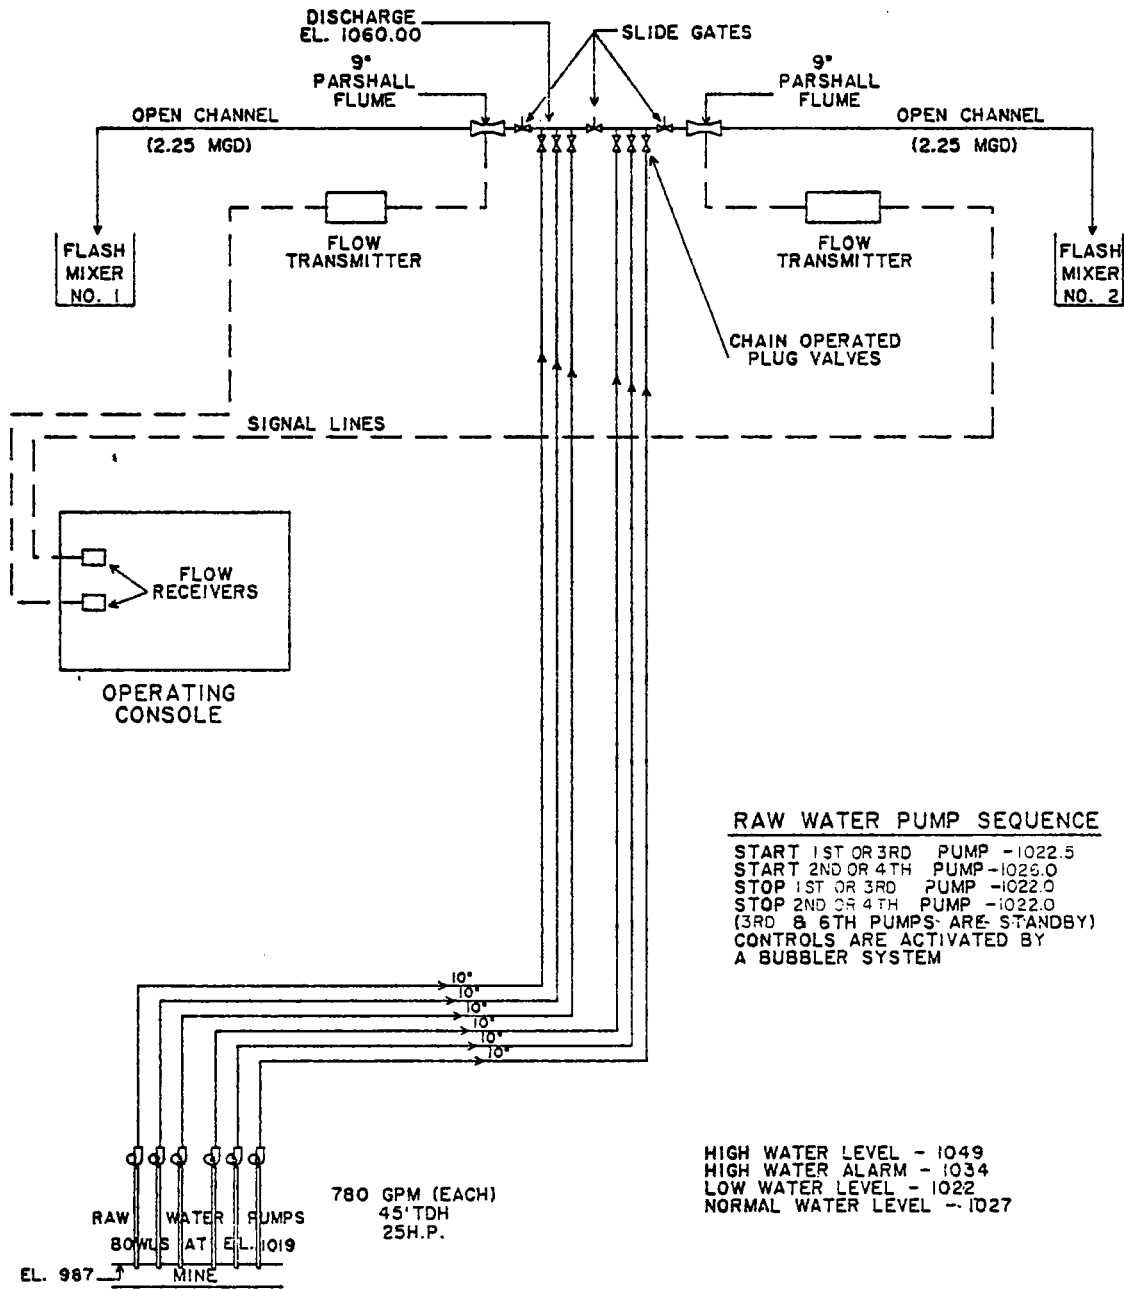 DISCHARGE
EL. 1060.00
SLIDE GATES
9"
PARSHALL
FLUME
9"
PARSHALL
FLUME
OPEN CHANNEL
(2.25 MGD)
OPEN CHANNEL
(2.25 MGD)
FLASH
MIXER
NO. 1
FLOW
TRANSMITTER
FLOW
TRANSMITTER
FLASH
MIXER
NO. 2
CHAIN OPERATED
PLUG VALVES
SIGNAL LINES
FLOW
RECEIVERS
OPERATING
CONSOLE
RAW WATER PUMP SEQUENCE
START 1ST OR 3RD PUMP -1022.5
START 2ND OR 4TH PUMP-1026.0
STOP 1ST OR 3RD PUMP -1022.0
STOP 2ND OR 4TH PUMP -1022.0
(3RD & 6TH PUMPS ARE STANDBY)
CONTROLS ARE ACTIVATED BY
A BUBBLER SYSTEM
10"
10"
10"
10"
10"
10"
HIGH WATER LEVEL - 1049
HIGH WATER ALARM - 1034
LOW WATER LEVEL - 1022
NORMAL WATER LEVEL - 1027
780 GPM (EACH)
45' TDH
25H.P.
RAW WATER PUMPS
BOWLS AT EL. 1019
EL. 987
MINE